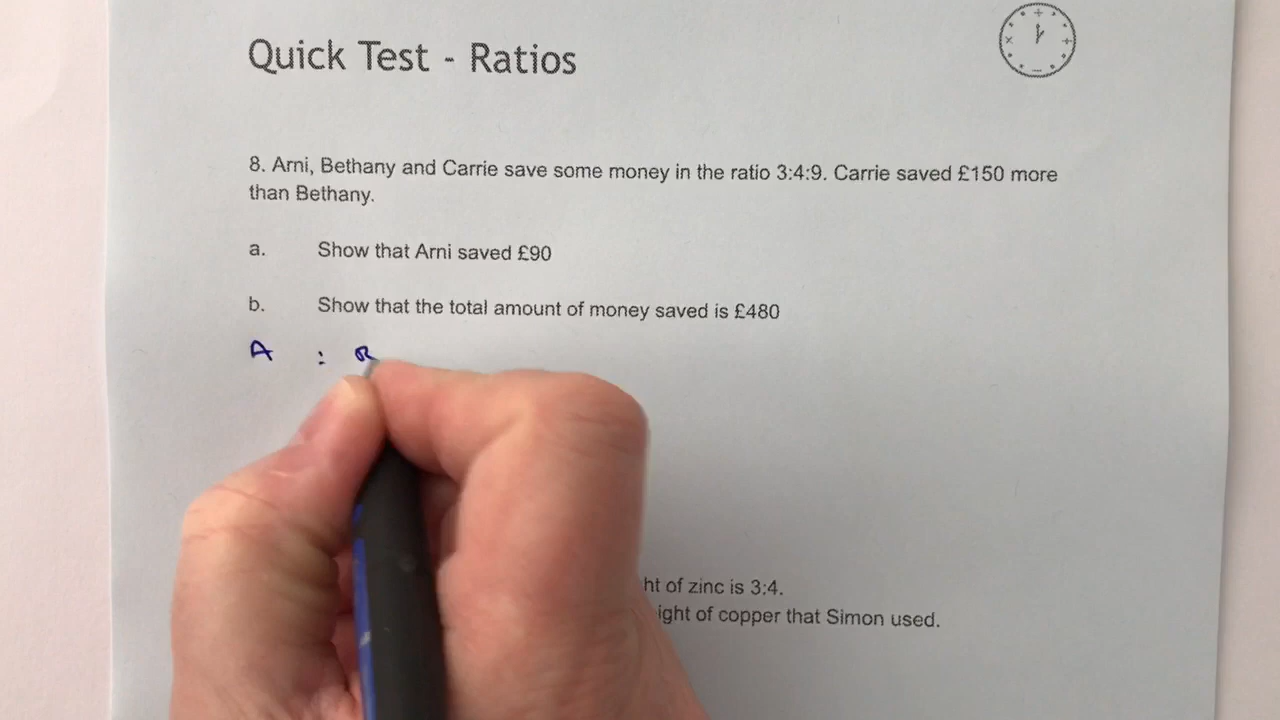 Quick Test - Ratios
8. Arni, Bethany and Carrie save some money in the ratio 3:4:9. Carrie saved £150 more
than Bethany.
a. Show that Arni saved £90
b. Show that the total amount of money saved is £480
A : B
of zinc is 3:4.
of copper that Simon used.